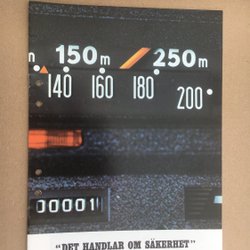 m 150m 250m
140 160 180 200
00001
"DET HANDLAR OM SÄKERHET"